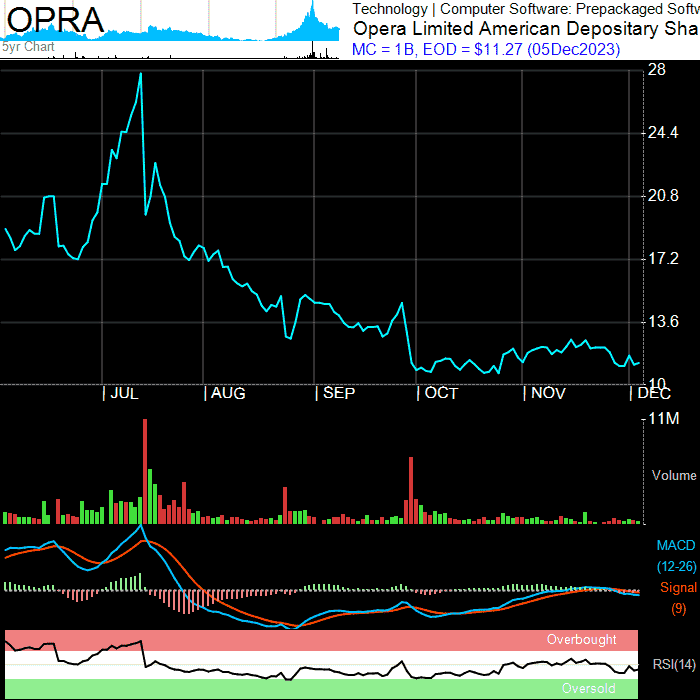 OPRA
5yr Chart
Technology | Computer Software: Prepackaged Softw
Opera Limited American Depositary Sha
MC = 1B, EOD = $11.27 (05Dec2023)
28
24.4
20.8
17.2
13.6
10
| JUL | AUG | SEP | OCT | NOV | DEC
11M
Volume
MACD
(12-26)
Signal
(9)
Overbought
RSI(14)
Oversold